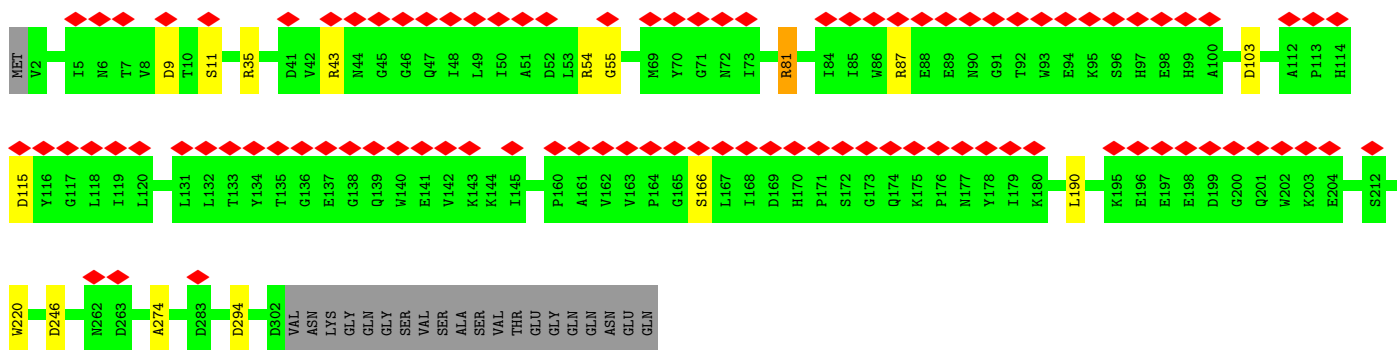 MET V2 I5 N6 T7 V8 D9 T10 S11 R35 D41 V42 R43 N44 G45 G46 Q47 I48 L49 I50 A51 D52 L53 R54 G55 M69 Y70 G71 N72 I73 R81 I84 I85 W86 R87 E88 E89 N90 G91 T92 W93 E94 K95 S96 H97 E98 H99 A100 D103 A112 P113 H114
D115 Y116 G117 L118 I119 L120 L131 L132 T133 Y134 T135 G136 E137 G138 Q139 W140 E141 V142 K143 K144 I145 P160 A161 V162 V163 P164 G165 S166 L167 I168 D169 H170 P171 S172 G173 Q174 K175 P176 N177 Y178 I179 K180 L190 K195 E196 E197 E198 D199 G200 Q201 W202 K203 E204 S212
W220 D246 N262 D263 A274 D283 D294 D302 VAL ASN LYS GLY GLN GLY SER VAL SER ALA SER VAL THR GLU GLY GLN GLN ASN GLU GLN